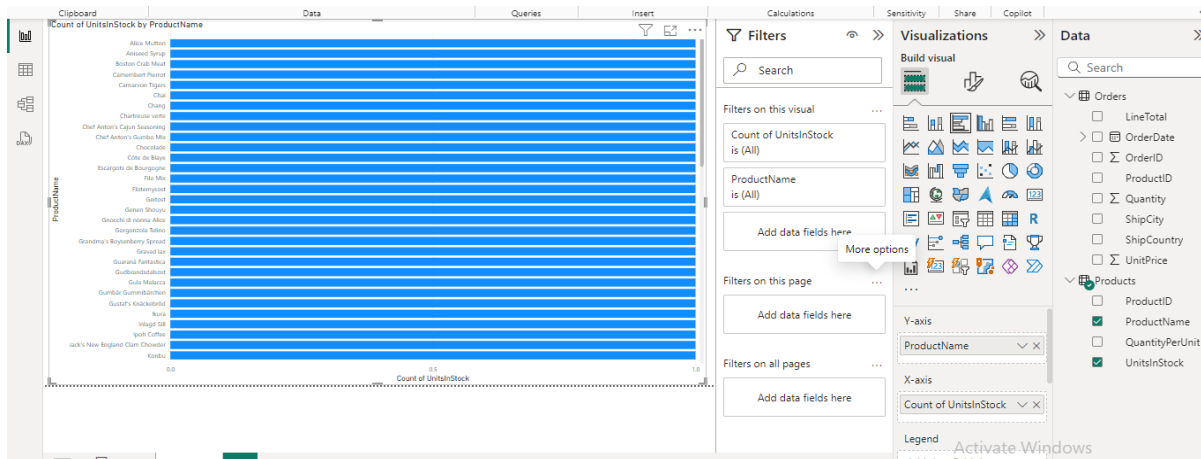 Clipboard Data Queries Insert Calculations Sensitivity Share Copilot
Count of UnitsInStock by ProductName
Alice Mutton
Aniseed Syrup
Boston Crab Meat
Camembert Pierrot
Carnarvon Tigers
Chai
Chang
Chartreuse verte
Chef Anton's Cajun Seasoning
Chef Anton's Gumbo Mix
Chocolade
Côte de Blaye
Escargots de Bourgogne
Filo Mix
Flotemysost
Geitost
Genen Shouyu
Gnocchi di nonna Alice
Gorgonzola Telino
Grandma's Boysenberry Spread
Gravad lax
Guaraná Fantástica
Gudbrandsdalsost
Gula Malacca
Gumbär Gummibärchen
Gustaf's Knäckebröd
Ikura
Inlagd Sill
Ipoh Coffee
Jack's New England Clam Chowder
Konbu
ProductName
0.0 0.5 1.0
Count of UnitsInStock
Filters
Search
Filters on this visual
Count of UnitsInStock
is (All)
ProductName
is (All)
Add data fields here
More options
Filters on this page
Add data fields here
Filters on all pages
Add data fields here
Visualizations
Build visual
123
R
Y-axis
ProductName
X-axis
Count of UnitsInStock
Legend
Data
Search
Orders
LineTotal
OrderDate
OrderID
ProductID
Quantity
ShipCity
ShipCountry
UnitPrice
Products
ProductID
ProductName
QuantityPerUnit
UnitsInStock
Activate Windows